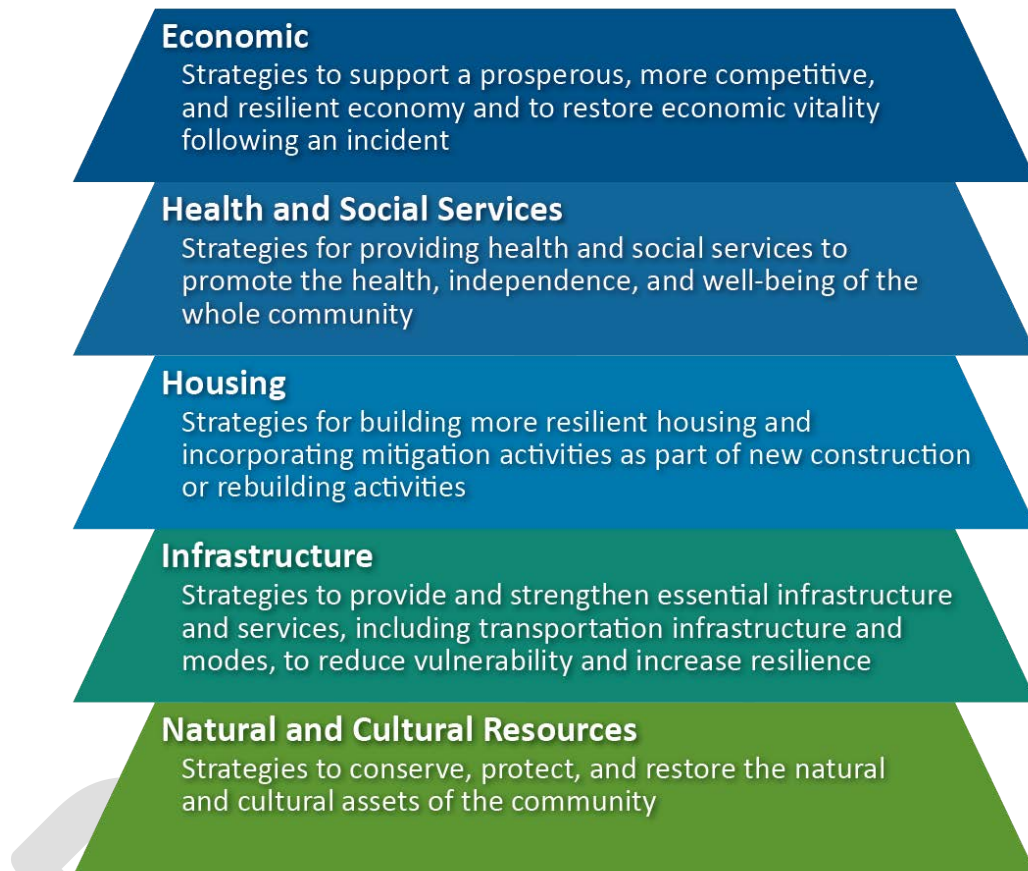 Economic
Strategies to support a prosperous, more competitive,
and resilient economy and to restore economic vitality
following an incident
Health and Social Services
Strategies for providing health and social services to
promote the health, independence, and well-being of the
whole community
Housing
Strategies for building more resilient housing and
incorporating mitigation activities as part of new construction
or rebuilding activities
Infrastructure
Strategies to provide and strengthen essential infrastructure
and services, including transportation infrastructure and
modes, to reduce vulnerability and increase resilience
Natural and Cultural Resources
Strategies to conserve, protect, and restore the natural
and cultural assets of the community